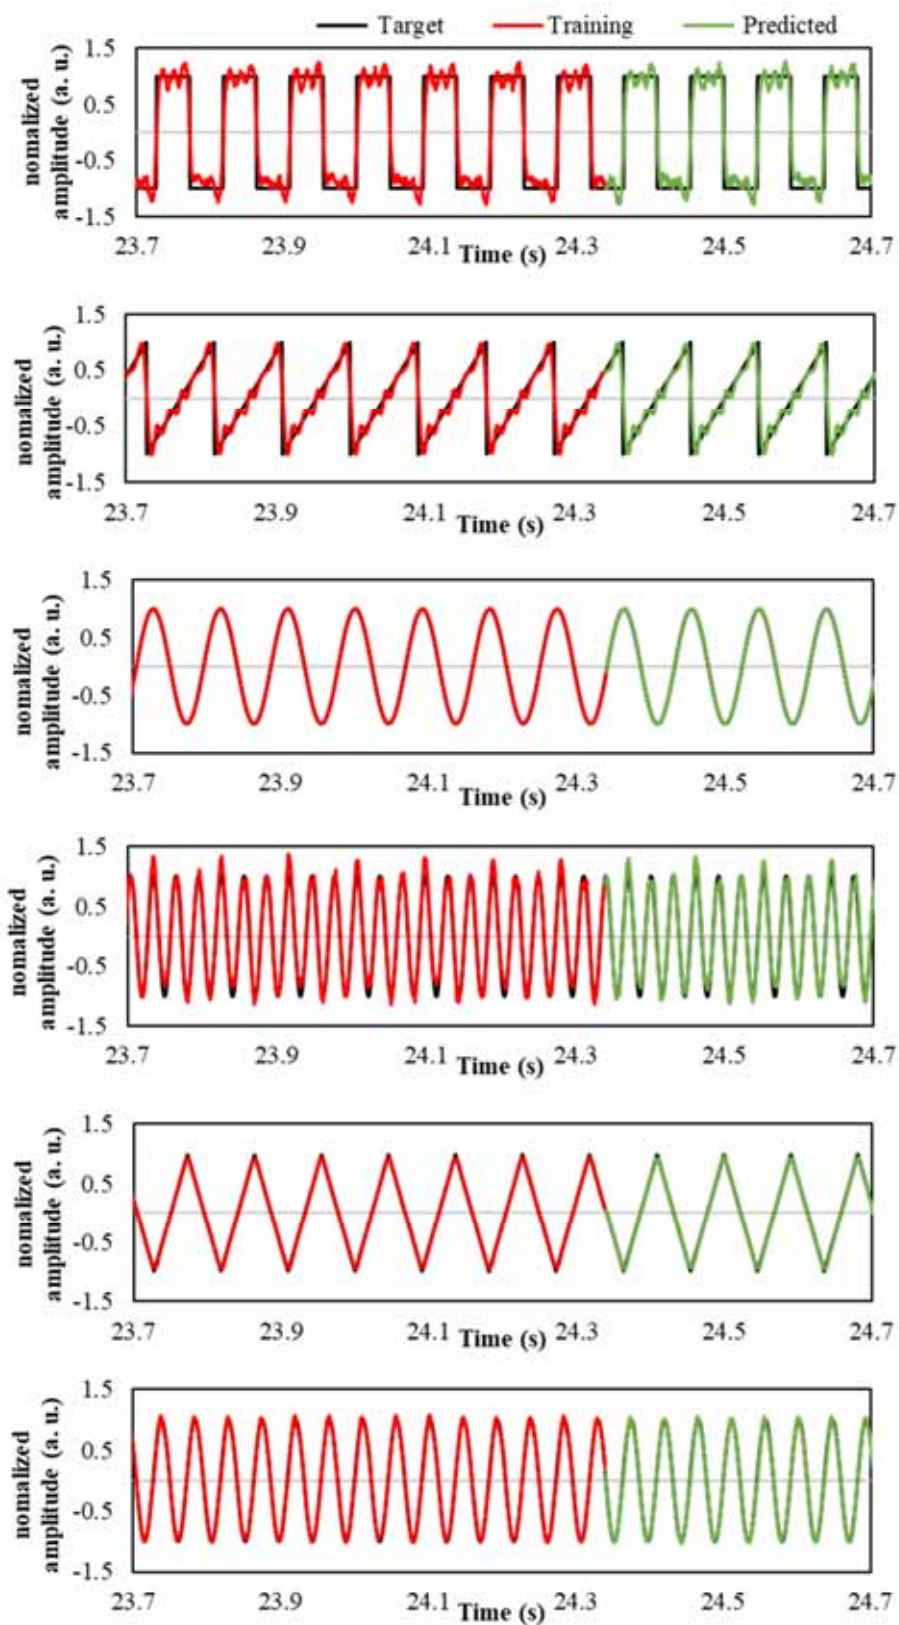 Target Training Predicted
nomalized
amplitude (a. u.)
1.5
0.5
-0.5
-1.5
23.7 23.9 24.1 24.3 24.5 24.7
Time (s)
nomalized
amplitude (a. u.)
1.5
0.5
-0.5
-1.5
23.7 23.9 24.1 24.3 24.5 24.7
Time (s)
nomalized
amplitude (a. u.)
1.5
0.5
-0.5
-1.5
23.7 23.9 24.1 24.3 24.5 24.7
Time (s)
nomalized
amplitude (a. u.)
1.5
0.5
-0.5
-1.5
23.7 23.9 24.1 24.3 24.5 24.7
Time (s)
nomalized
amplitude (a. u.)
1.5
0.5
-0.5
-1.5
23.7 23.9 24.1 24.3 24.5 24.7
Time (s)
nomalized
amplitude (a. u.)
1.5
0.5
-0.5
-1.5
23.7 23.9 24.1 24.3 24.5 24.7
Time (s)